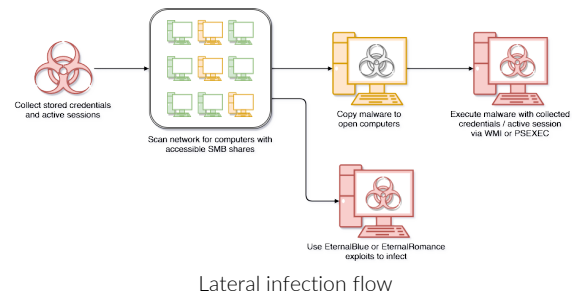 Collect stored credentials
and active sessions
Scan network for computers with
accessible SMB shares
Copy malware to
open computers
Execute malware with collected
credentials / active session
via WMI or PSEXEC
Use EternalBlue or EternalRomance
exploits to infect
Lateral infection flow